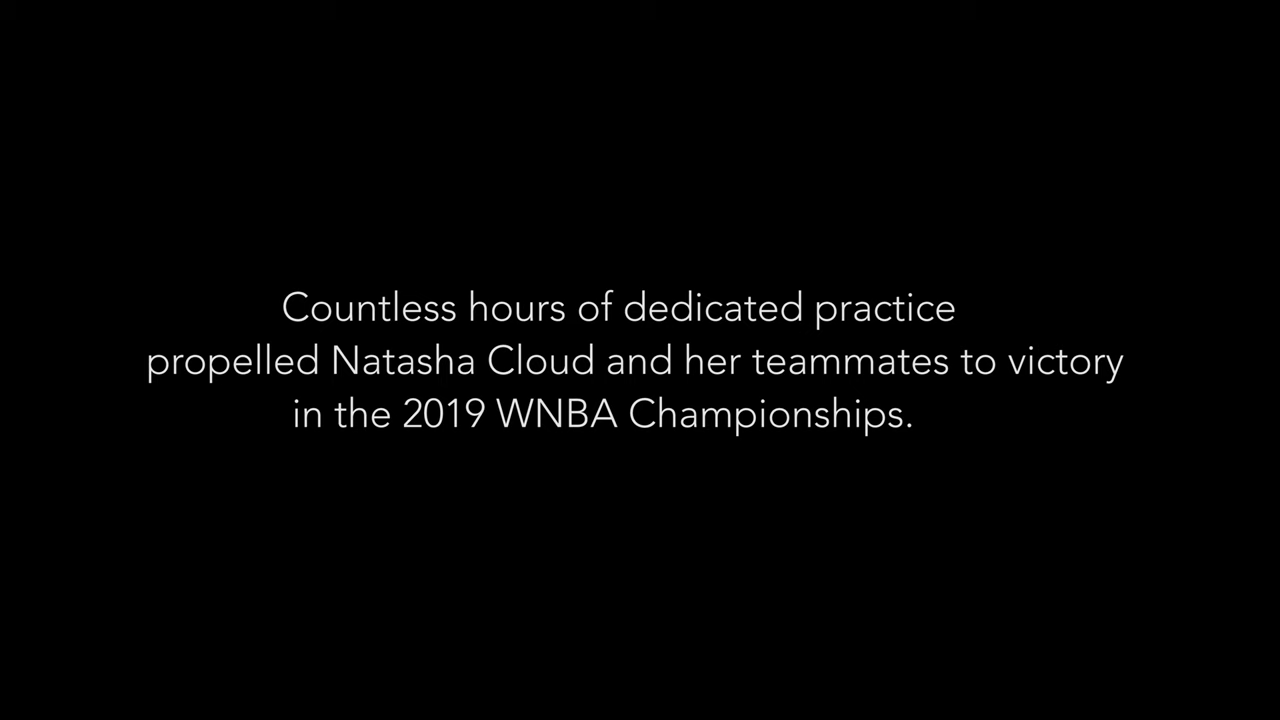 Countless hours of dedicated practice
propelled Natasha Cloud and her teammates to victory
in the 2019 WNBA Championships.